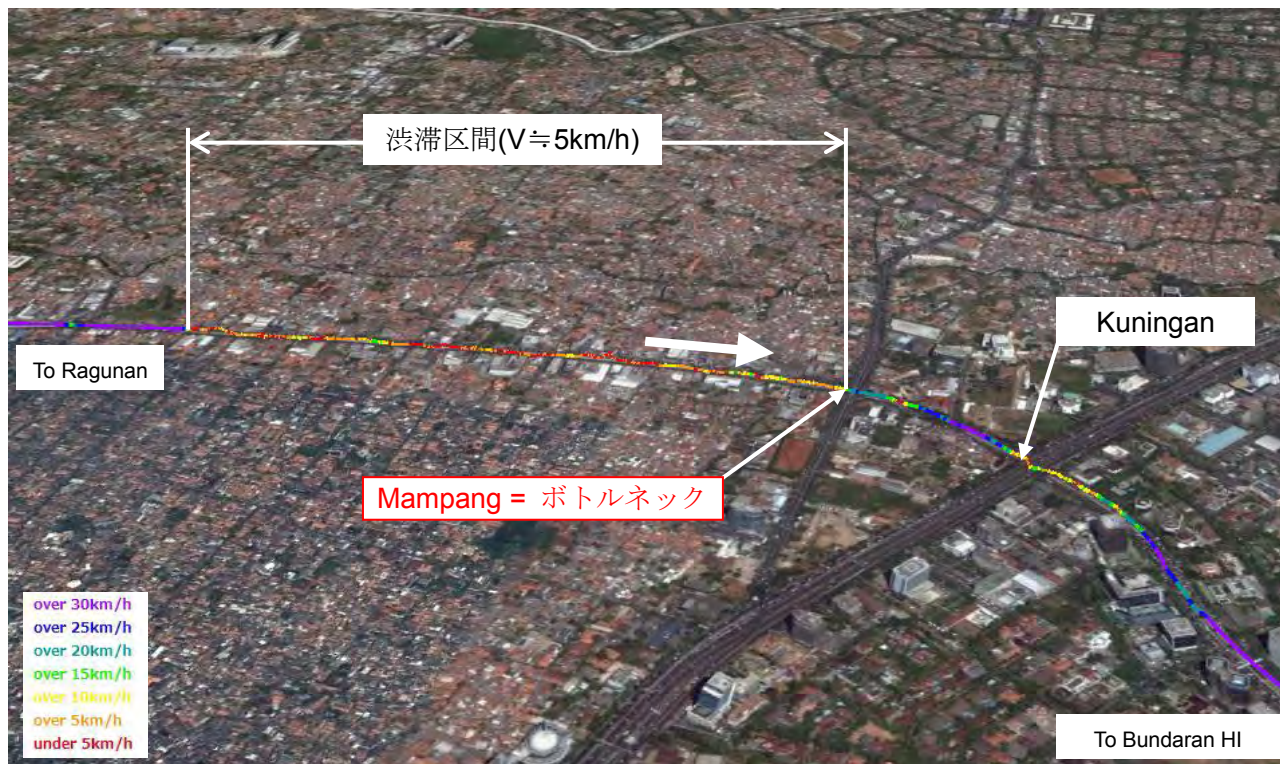 渋滞区間(V≒5km/h)
Kuningan
To Ragunan
Mampang = ボトルネック
over 30km/h
over 25km/h
over 20km/h
over 15km/h
over 10km/h
over 5km/h
under 5km/h
To Bundaran HI